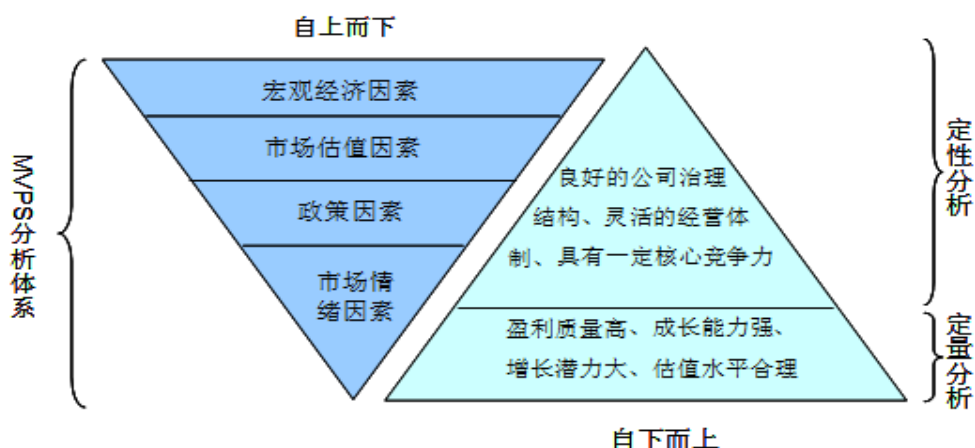 自上而下
MVPS分析体系
宏观经济因素
市场估值因素
政策因素
市场情
绪因素
良好的公司治理
结构、灵活的经营体
制、具有一定核心竞争力
盈利质量高、成长能力强、
增长潜力大、估值水平合理
定性分析
定量分析
自下而上